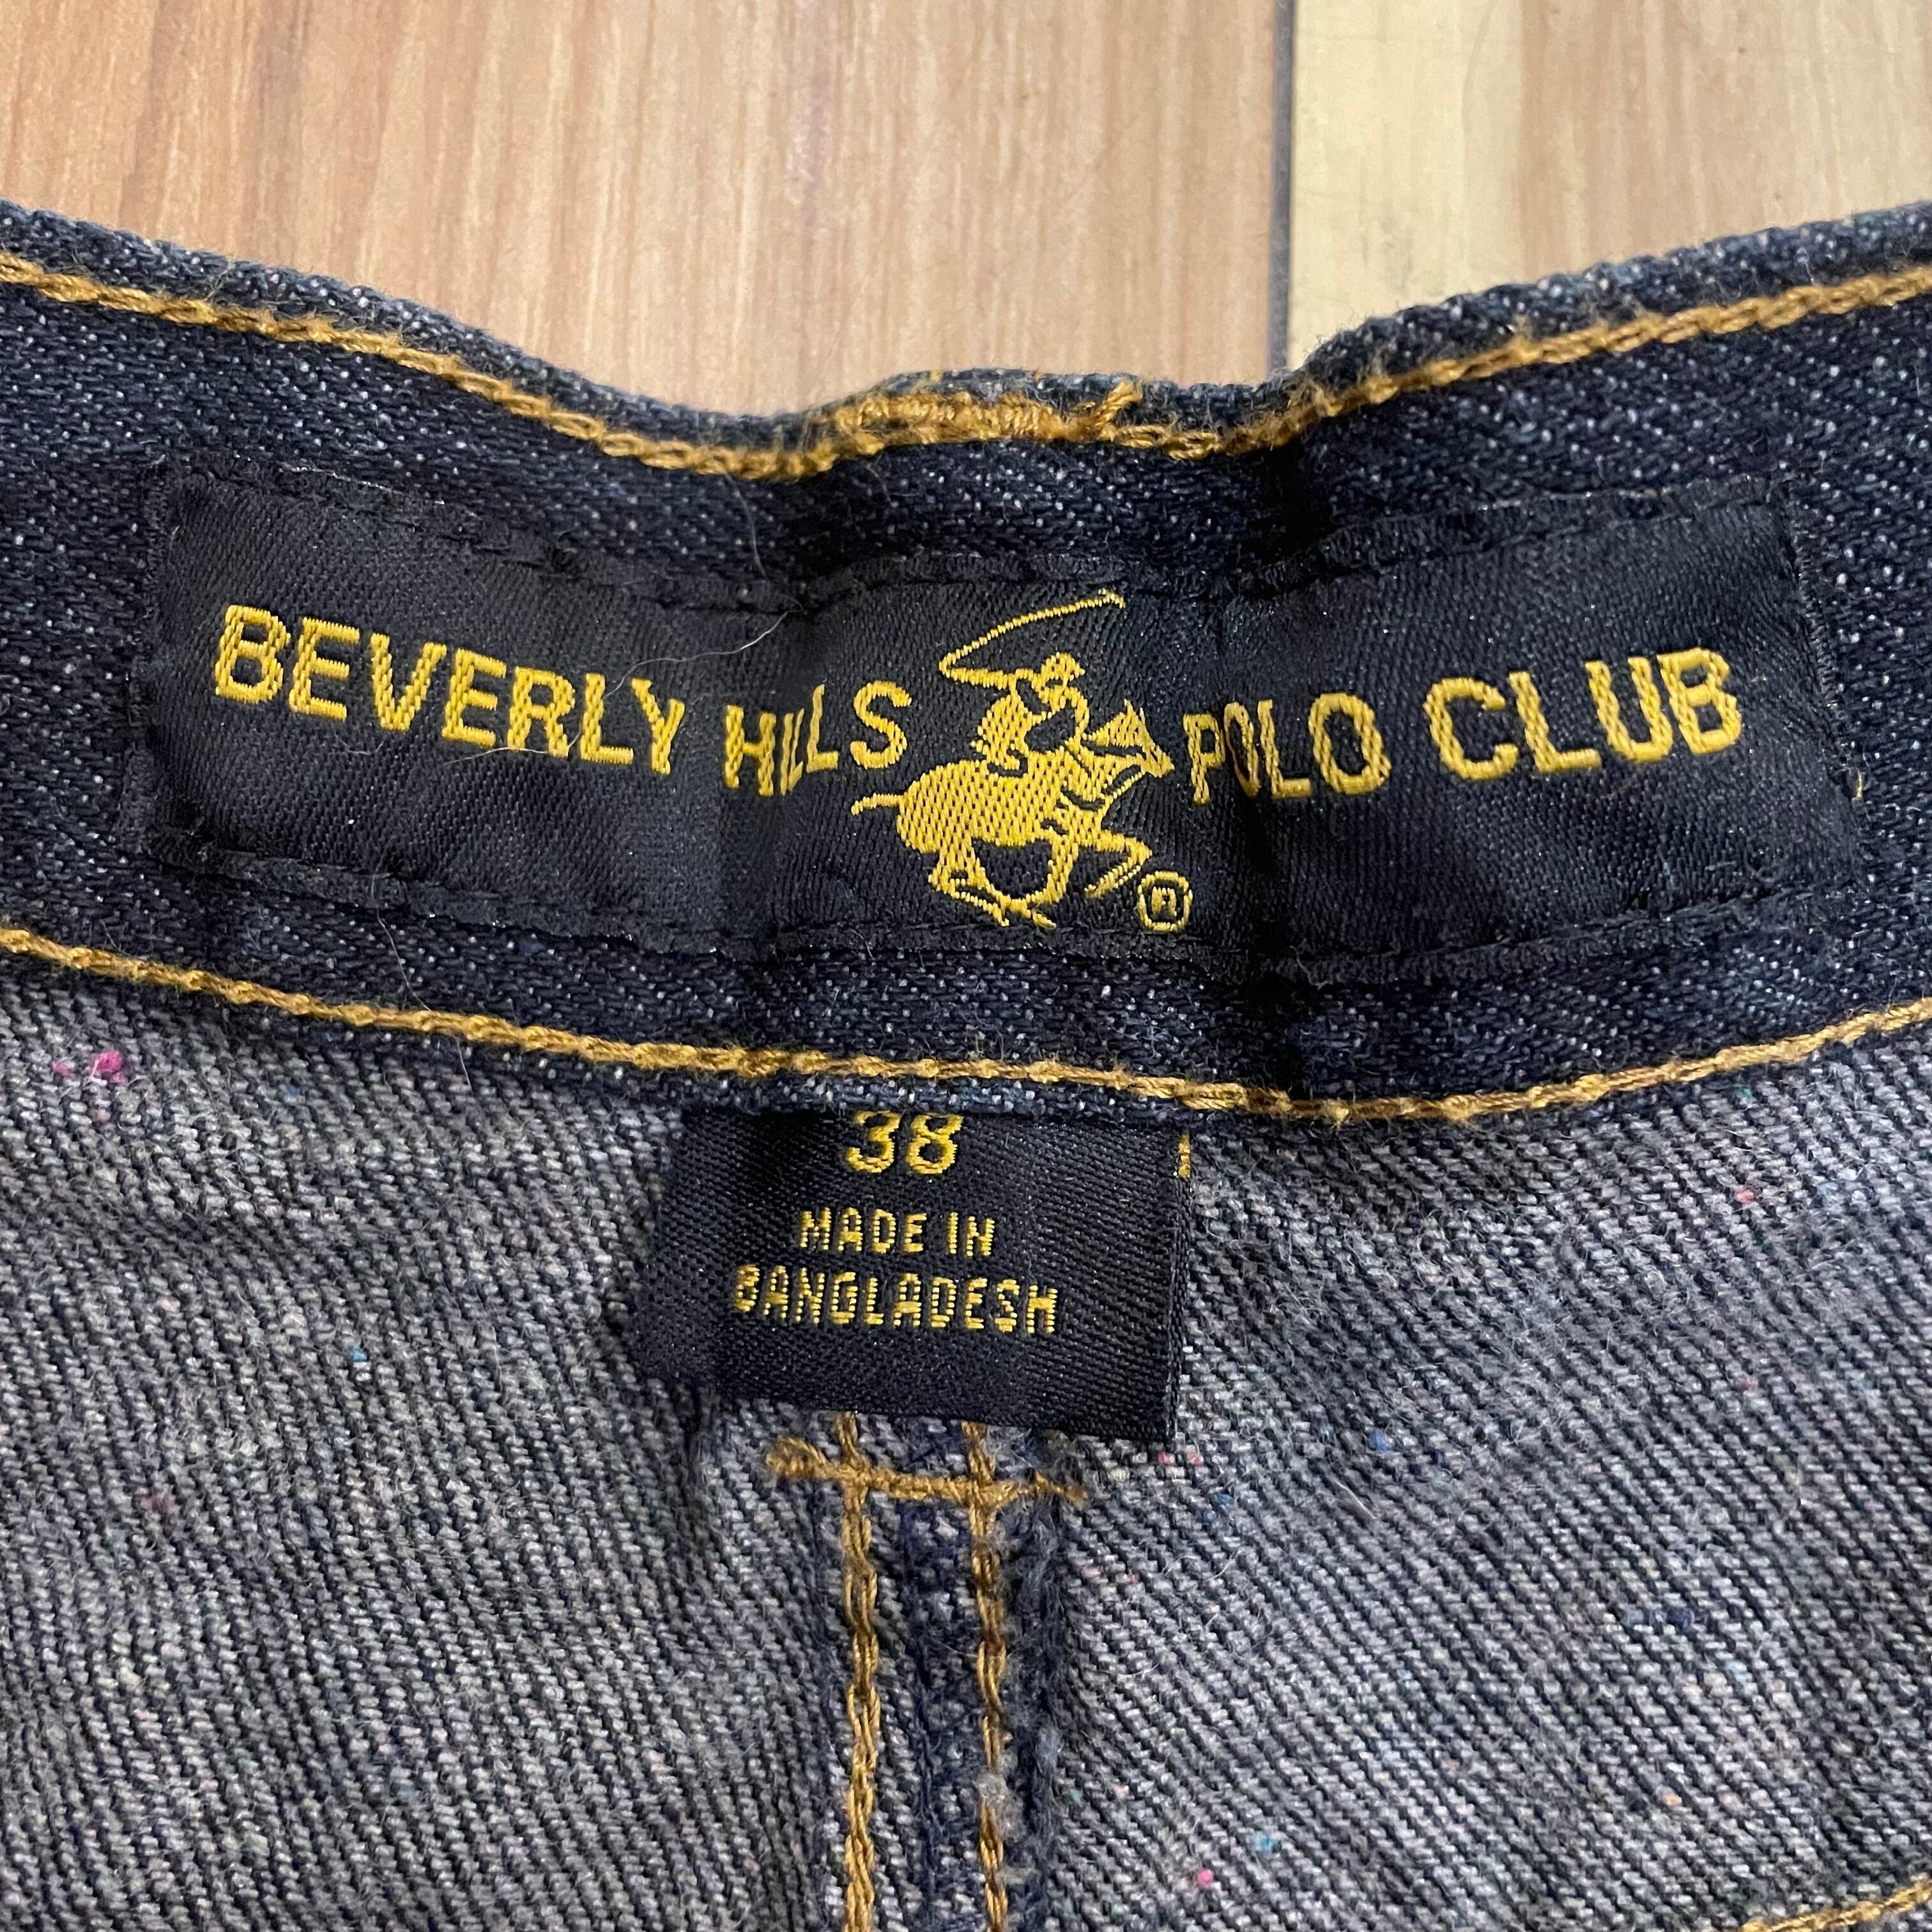 BEVERLY HILLS POLO CLUB
®
38
MADE IN
BANGLADESH